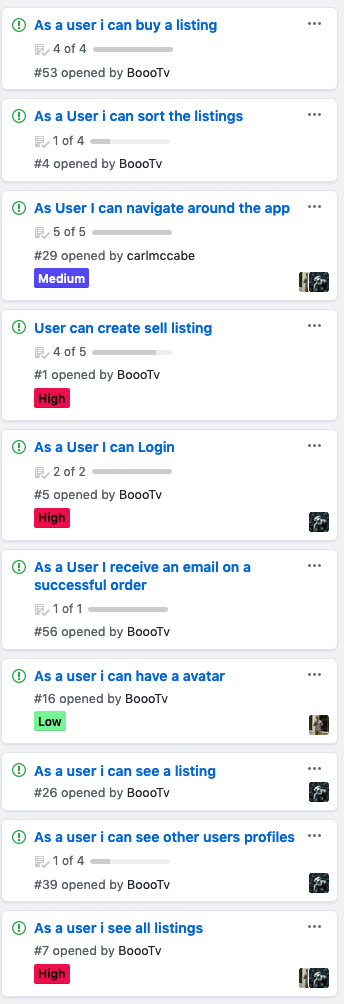 As a user i can buy a listing
4 of 4
#53 opened by BoooTv
As a User i can sort the listings
1 of 4
#4 opened by BoooTv
As User I can navigate around the app
5 of 5
#29 opened by carlmccabe
Medium
User can create sell listing
4 of 5
#1 opened by BoooTv
High
As a User I can Login
2 of 2
#5 opened by BoooTv
High
As a User I receive an email on a
successful order
1 of 1
#56 opened by BoooTv
As a user i can have a avatar
#16 opened by BoooTv
Low
As a user i can see a listing
#26 opened by BoooTv
As a user i can see other users profiles
1 of 4
#39 opened by BoooTv
As a user i see all listings
#7 opened by BoooTv
High